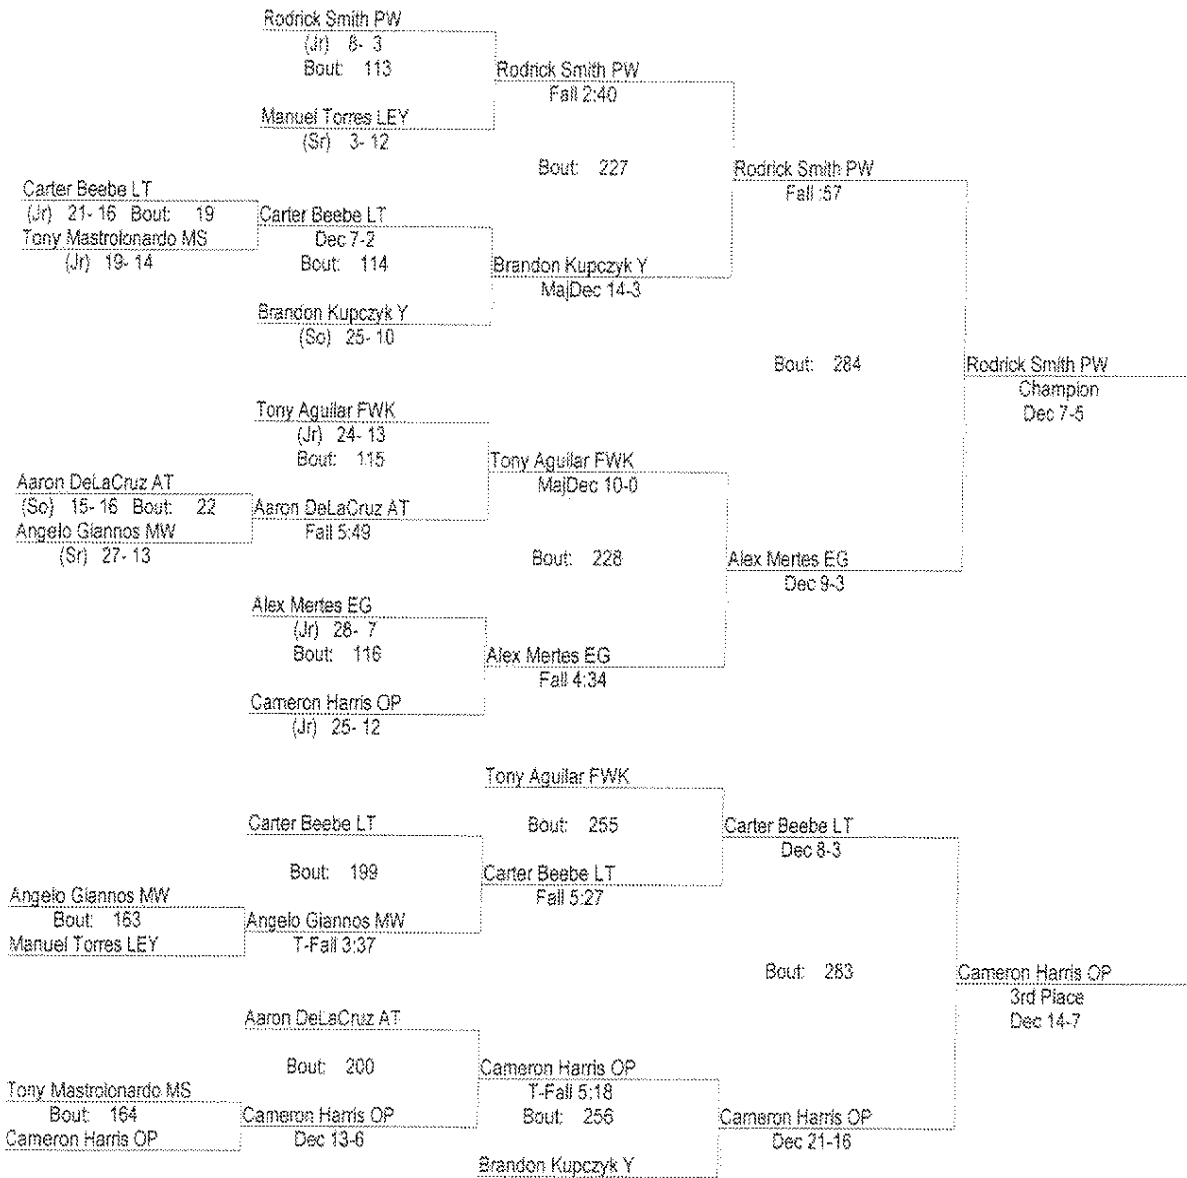 Rodrick Smith PW
(Jr) 8- 3
Bout: 113
Rodrick Smith PW
Fall 2:40
Manuel Torres LEY
(Sr) 3- 12
Bout: 227
Rodrick Smith PW
Fall :57
Carter Beebe LT
(Jr) 21- 16 Bout: 19
Tony Mastrolonardo MS
(Jr) 19- 14
Carter Beebe LT
Dec 7-2
Bout: 114
Brandon Kupczyk Y
MajDec 14-3
Brandon Kupczyk Y
(So) 25- 10
Bout: 284
Rodrick Smith PW
Champion
Dec 7-5
Tony Aguilar FWK
(Jr) 24- 13
Bout: 115
Tony Aguilar FWK
MajDec 10-0
Aaron DeLaCruz AT
(So) 15- 16 Bout: 22
Angelo Giannos MW
(Sr) 27- 13
Aaron DeLaCruz AT
Fall 5:49
Bout: 228
Alex Mertes EG
Dec 9-3
Alex Mertes EG
(Jr) 28- 7
Bout: 116
Alex Mertes EG
Fall 4:34
Cameron Harris OP
(Jr) 25- 12
Tony Aguilar FWK
Carter Beebe LT
Bout: 255
Carter Beebe LT
Dec 8-3
Bout: 199
Carter Beebe LT
Fall 5:27
Angelo Giannos MW
Bout: 163
Manuel Torres LEY
Angelo Giannos MW
T-Fall 3:37
Bout: 283
Cameron Harris OP
3rd Place
Dec 14-7
Aaron DeLaCruz AT
Bout: 200
Cameron Harris OP
T-Fall 5:18
Tony Mastrolonardo MS
Bout: 164
Cameron Harris OP
Cameron Harris OP
Dec 13-6
Bout: 256
Cameron Harris OP
Dec 21-16
Brandon Kupczyk Y